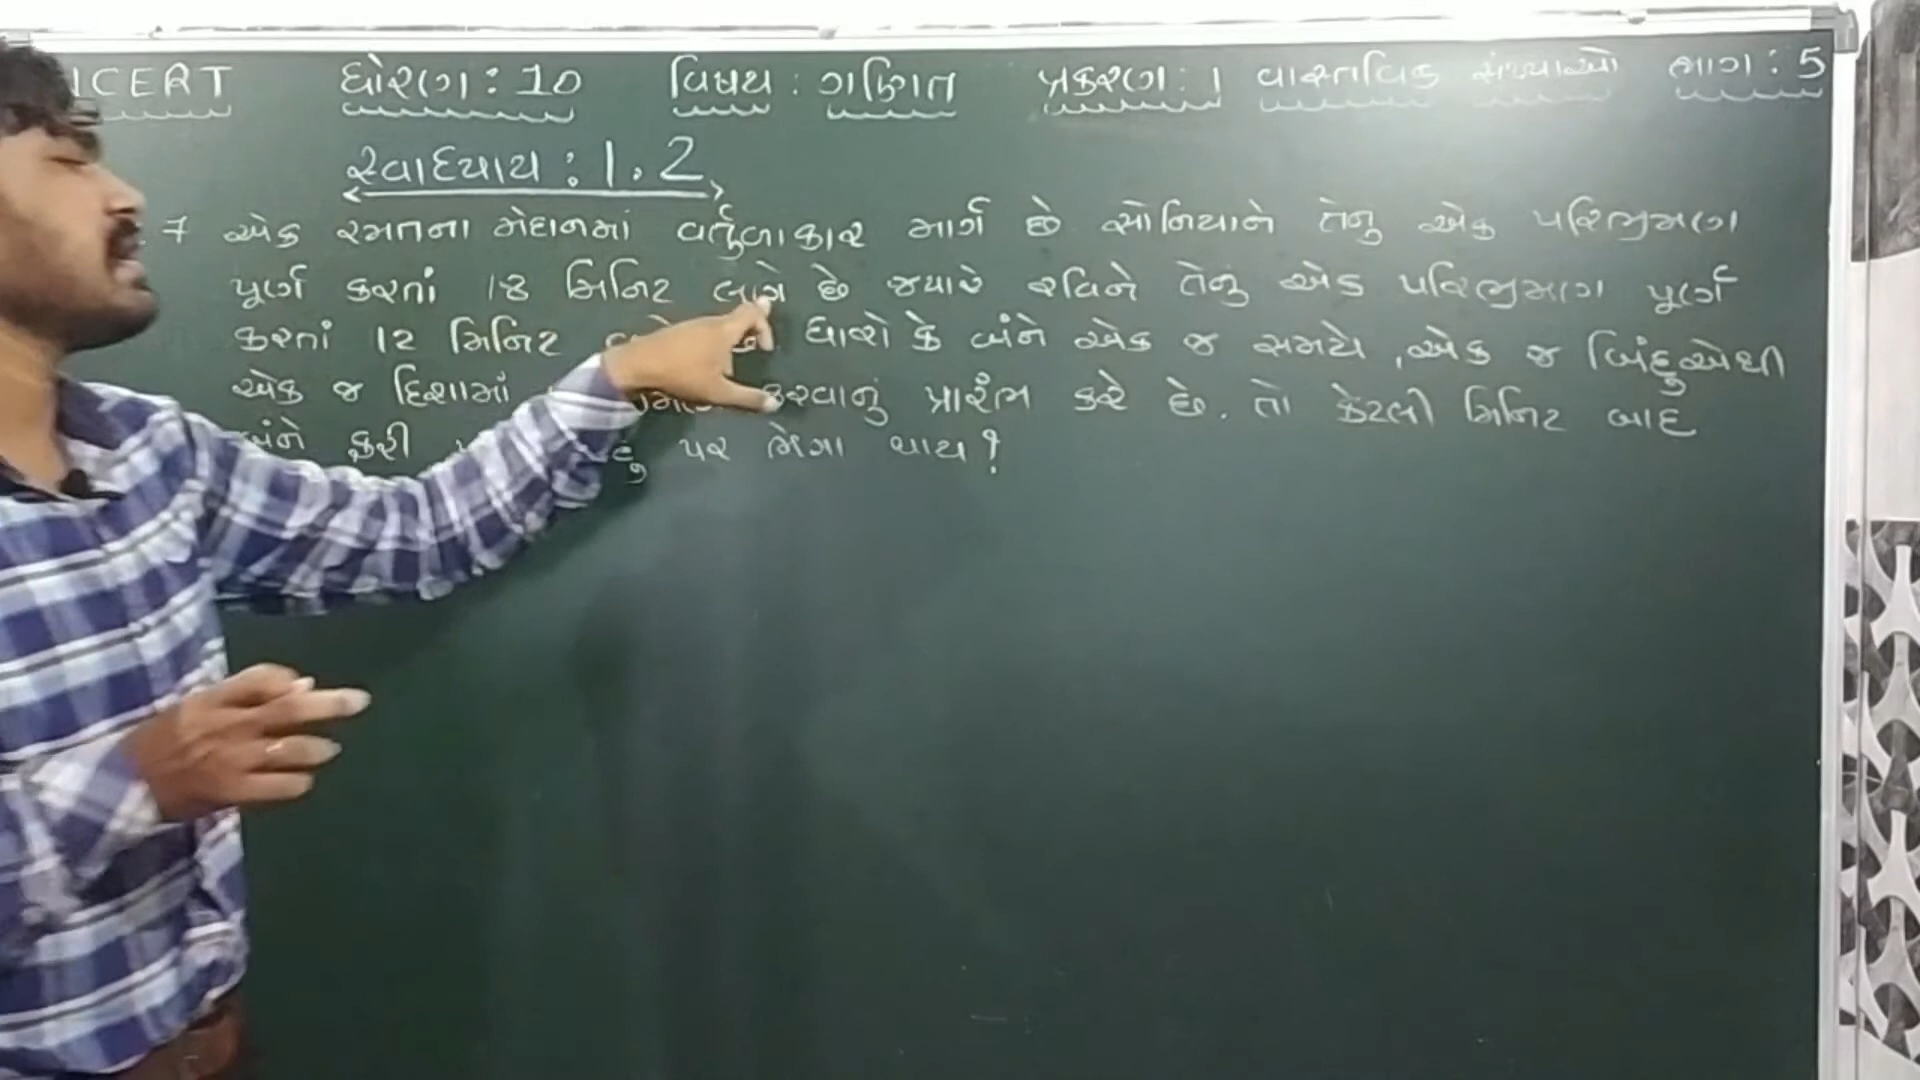 ICERT ધોરણ : 10 વિષય : ગણિત પ્રકરણ : 1 વાસ્તવિક સંખ્યાઓ ભાગ : 5
સ્વાધ્યાય : 1.2
7 એક રમતના મેદાનમાં વર્તુળાકાર માર્ગ છે સોનિયાને તેનુ એક પરિભ્રમણ
પૂર્ણ કરતાં 18 મિનિટ લાગે છે જ્યારે રવિને તેનુ એક પરિભ્રમણ પૂર્ણ
કરતાં 12 મિનિટ ધારો કે બંને એક જ સમયે , એક જ બિંદુએથી
એક જ દિશામાં કરવાનું પ્રારંભ કરે છે. તો કેટલી મિનિટ બાદ
બંને ફરી પર ભેગા થાય ?